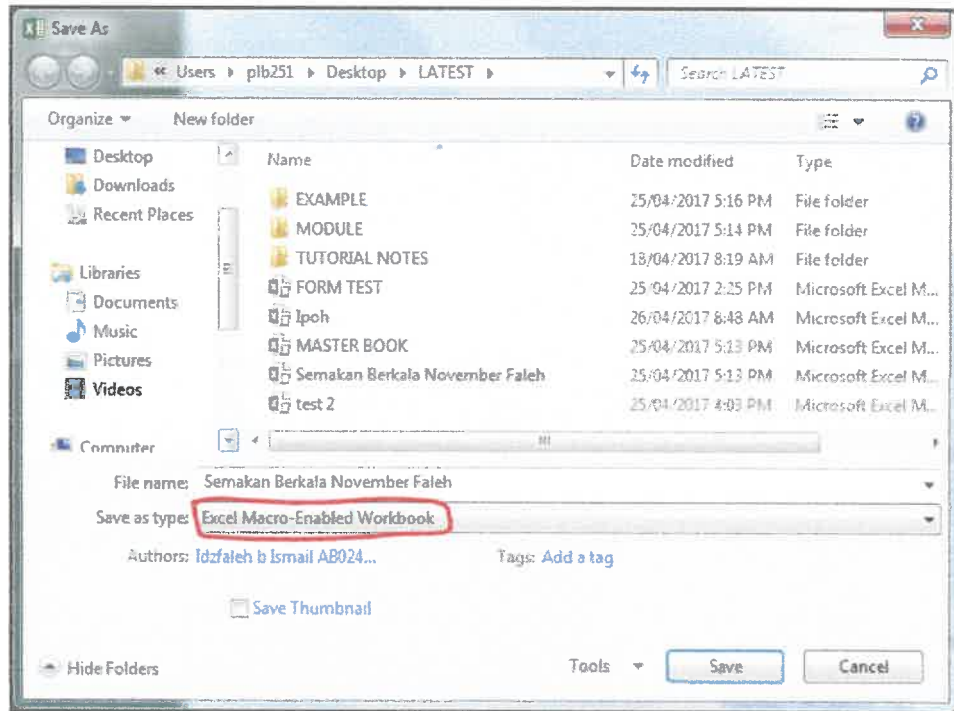 Save As
« Users ▸ plb251 ▸ Desktop ▸ LATEST ▸
Search LATEST
Organize
New folder
Desktop
Downloads
Recent Places
Libraries
Documents
Music
Pictures
Videos
Computer
Name Date modified Type
EXAMPLE 25/04/2017 5:16 PM File folder
MODULE 25/04/2017 5:14 PM File folder
TUTORIAL NOTES 18/04/2017 8:19 AM File folder
FORM TEST 25/04/2017 2:25 PM Microsoft Excel M...
Ipoh 26/04/2017 8:48 AM Microsoft Excel M...
MASTER BOOK 25/04/2017 5:13 PM Microsoft Excel M...
Semakan Berkala November Faleh 25/04/2017 5:13 PM Microsoft Excel M...
test 2 25/04/2017 4:03 PM Microsoft Excel M...
File name: Semakan Berkala November Faleh
Save as type: Excel Macro-Enabled Workbook
Authors: Idzfaleh b Ismail AB024...
Tags: Add a tag
Save Thumbnail
Hide Folders
Tools
Save
Cancel